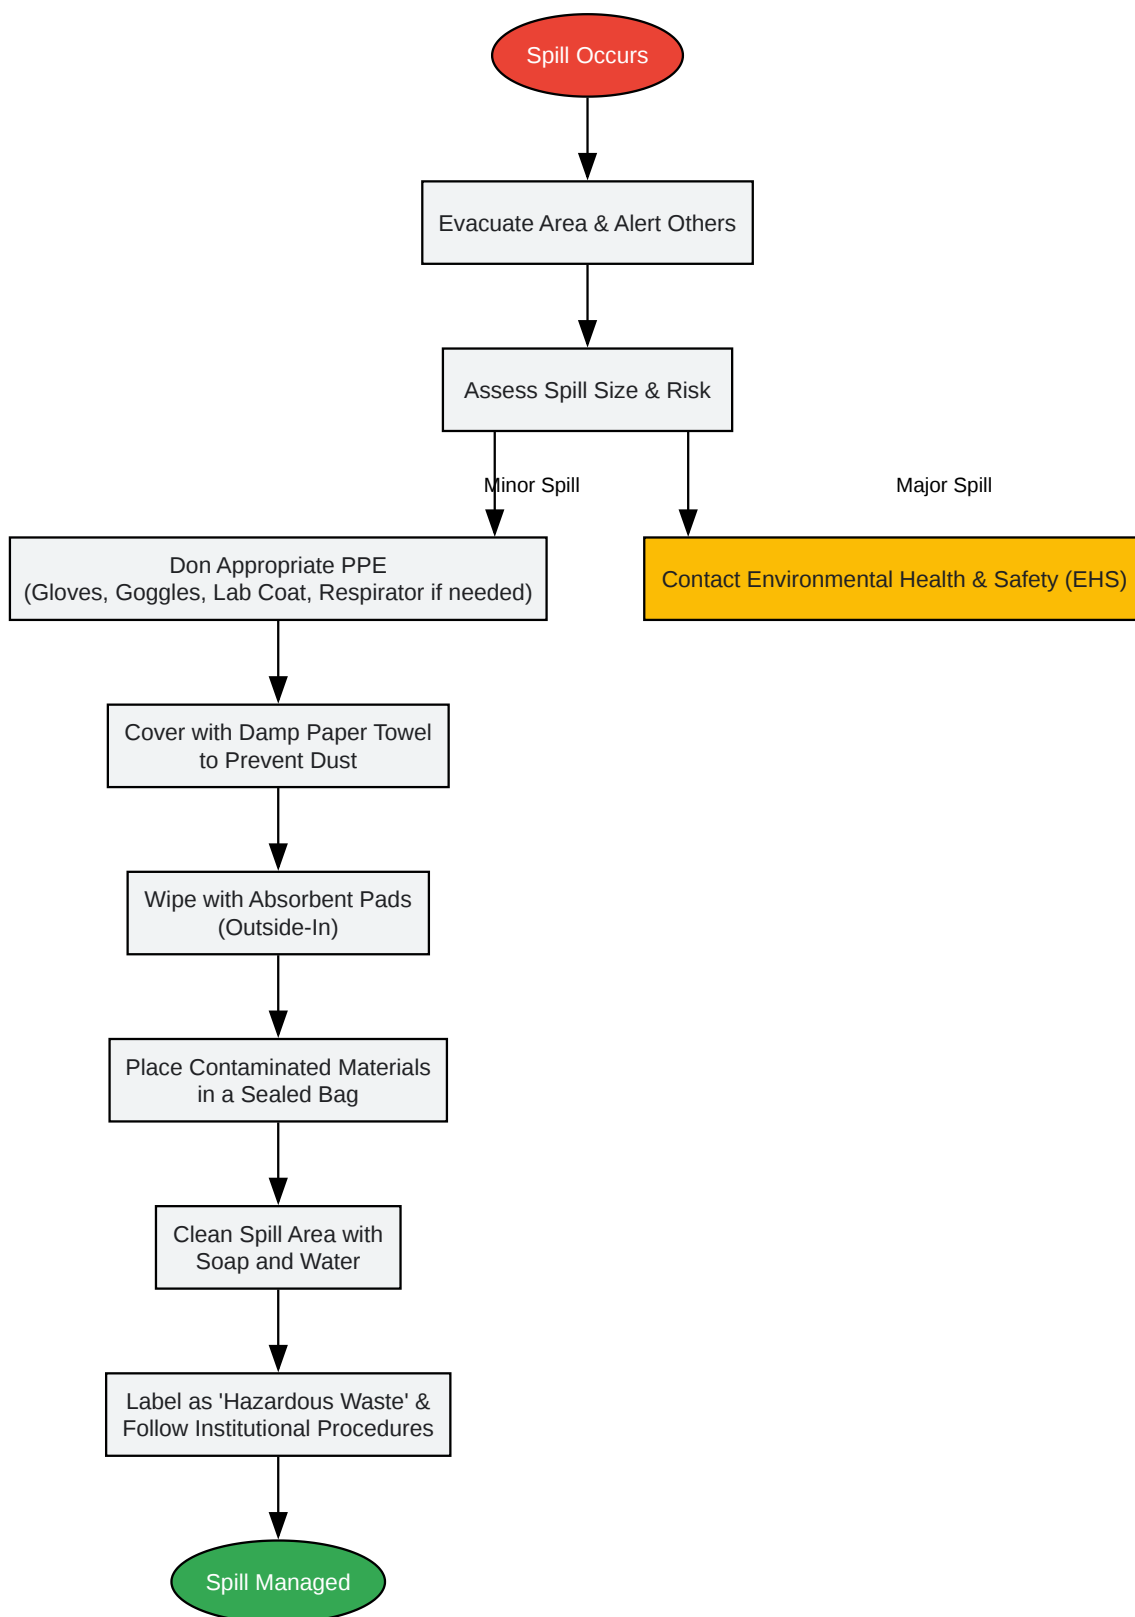 Spill Occurs
Evacuate Area & Alert Others
Assess Spill Size & Risk
Minor Spill
Major Spill
Don Appropriate PPE
(Gloves, Goggles, Lab Coat, Respirator if needed)
Contact Environmental Health & Safety (EHS)
Cover with Damp Paper Towel
to Prevent Dust
Wipe with Absorbent Pads
(Outside-In)
Place Contaminated Materials
in a Sealed Bag
Clean Spill Area with
Soap and Water
Label as 'Hazardous Waste' &
Follow Institutional Procedures
Spill Managed